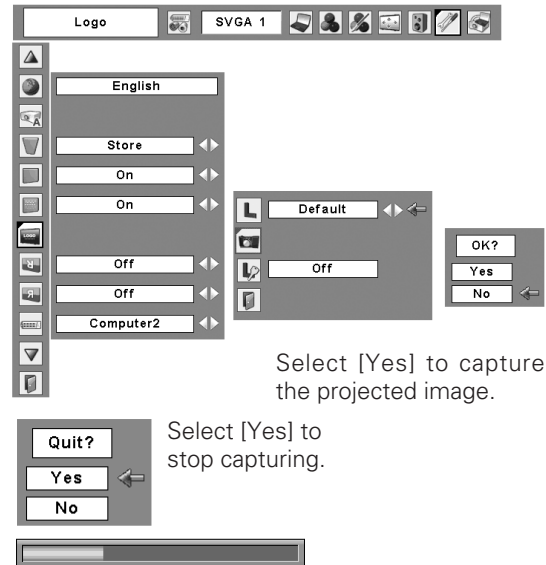 Logo
SVGA 1
English
Store
On
On
LOGO
Off
Off
Computer2
Default
Off
OK?
Yes
No
Select [Yes] to capture
the projected image.
Quit?
Yes
No
Select [Yes] to
stop capturing.